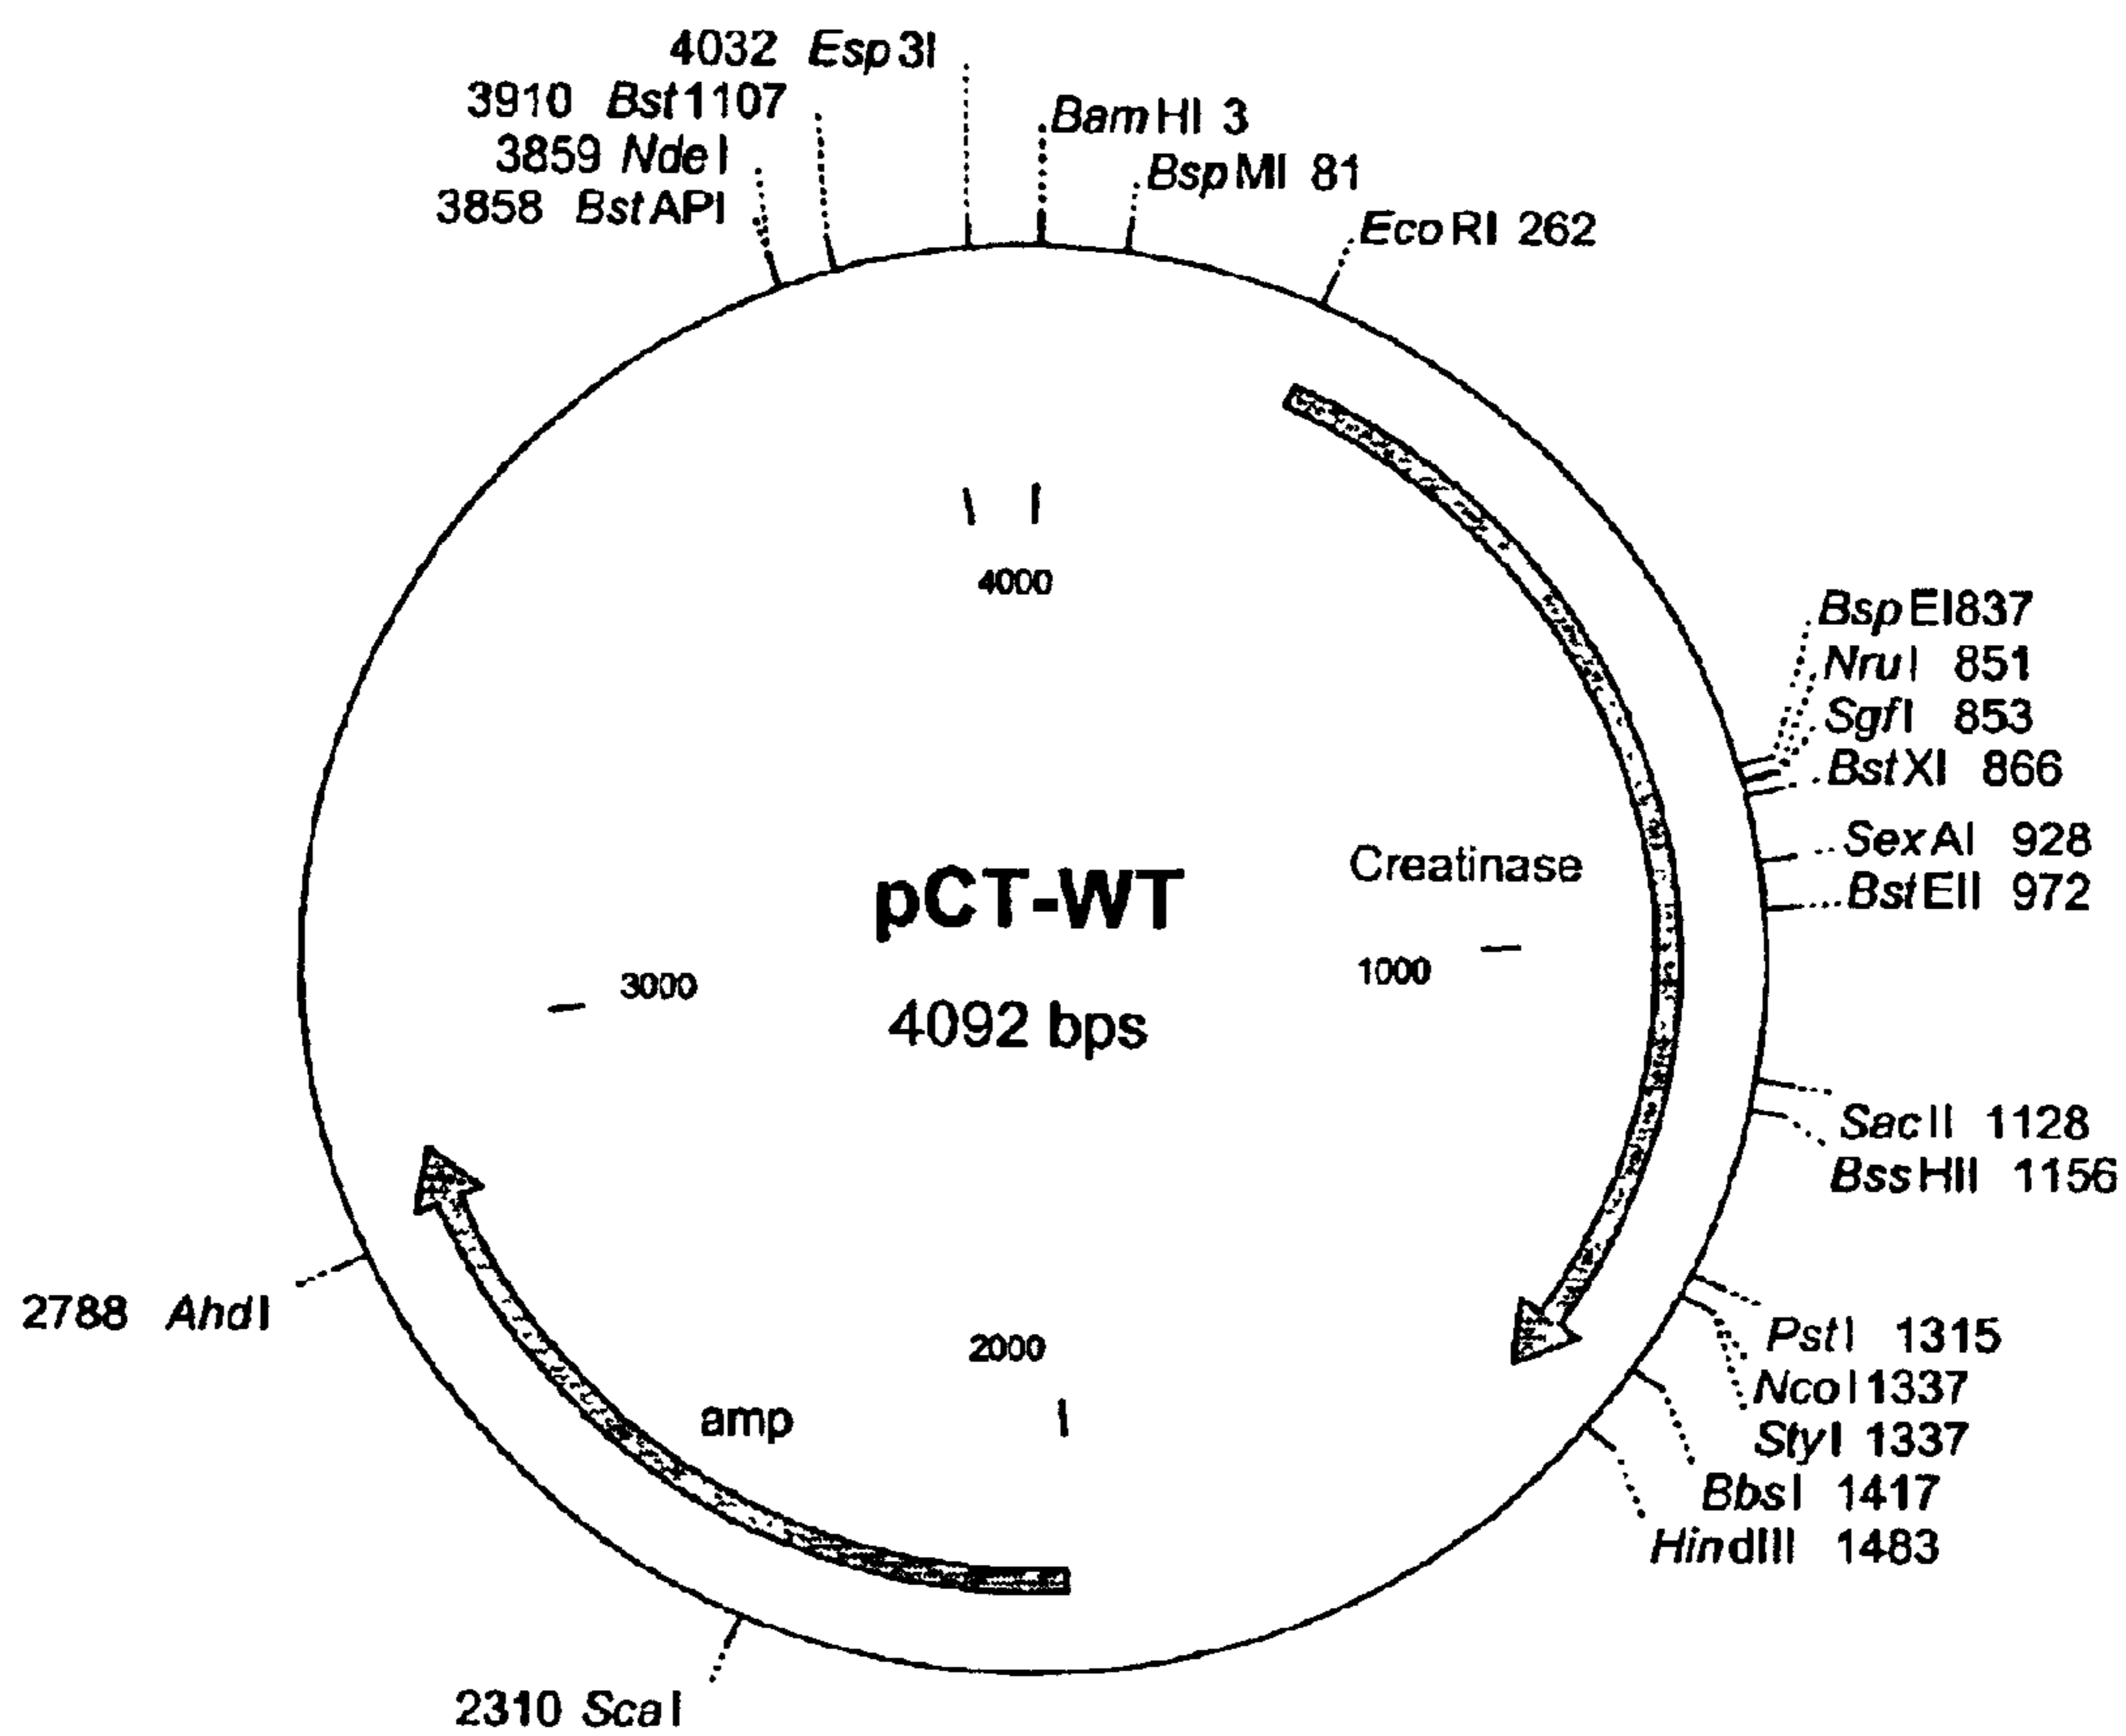 4032 Esp3I
3910 Bst1107
3859 NdeI
3858 BstAPI
BamHI 3
BspMI 81
EcoRI 262
4000
BspEI837
NruI 851
SgfI 853
BstXI 866
SexAI 928
BstEII 972
Creatinase
pCT-WT
4092 bps
1000
3000
SacII 1128
BssHII 1156
PstI 1315
NcoI1337
StyI 1337
BbsI 1417
HindIII 1483
2000
amp
2788 AhdI
2310 ScaI